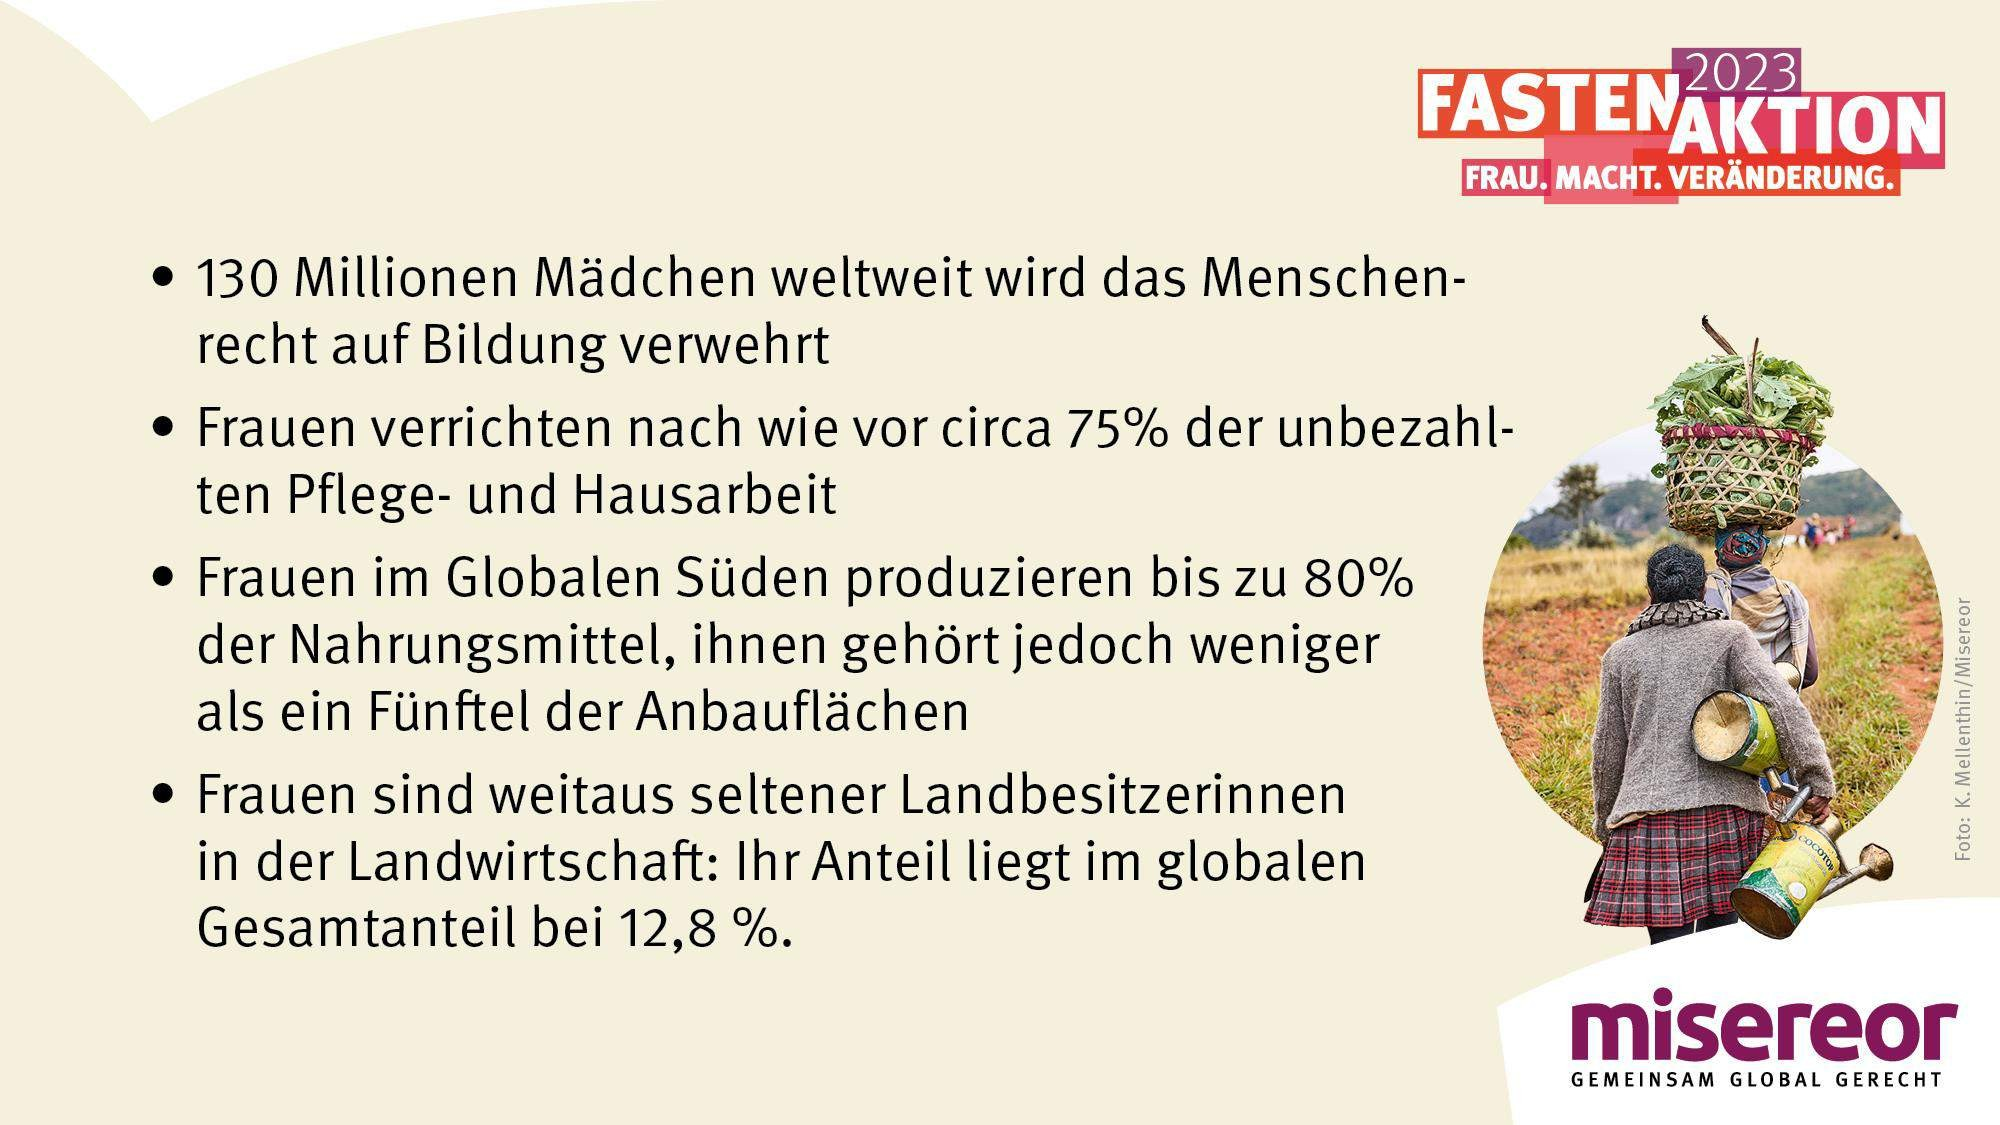 2023
FASTENAKTION
FRAU. MACHT. VERÄNDERUNG.
• 130 Millionen Mädchen weltweit wird das Menschen-
recht auf Bildung verwehrt
• Frauen verrichten nach wie vor circa 75% der unbezahl-
ten Pflege- und Hausarbeit
• Frauen im Globalen Süden produzieren bis zu 80%
der Nahrungsmittel, ihnen gehört jedoch weniger
als ein Fünftel der Anbauflächen
• Frauen sind weitaus seltener Landbesitzerinnen
in der Landwirtschaft: Ihr Anteil liegt im globalen
Gesamtanteil bei 12,8 %.
Foto: K. Mellenthin/Misereor
misereor
GEMEINSAM GLOBAL GERECHT